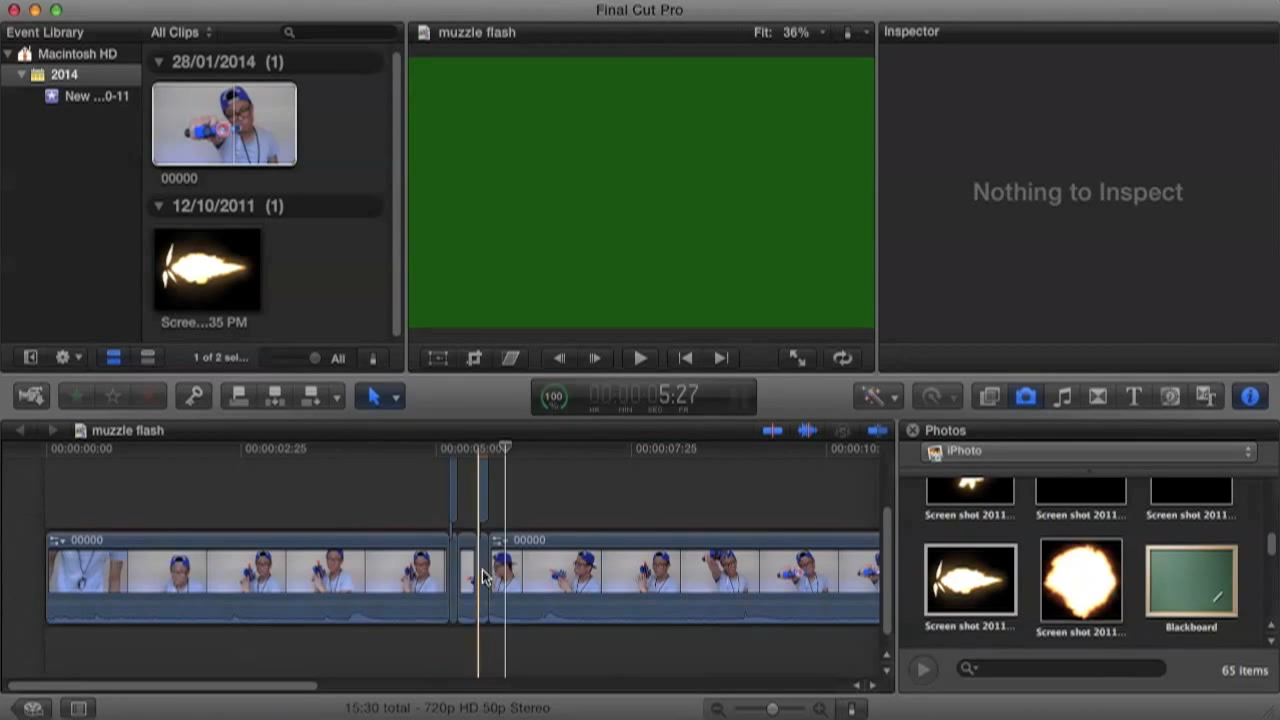 Final Cut Pro
Event Library
All Clips
muzzle flash
Fit: 36%
Inspector
Macintosh HD
2014
New ...0-11
28/01/2014 (1)
00000
12/10/2011 (1)
Scree...35 PM
Nothing to Inspect
1 of 2 sel...
All
100
00:00:05:27
HR MIN SEC FR
muzzle flash
Photos
00:00:00:00
00:00:02:25
00:00:05:00
00:00:07:25
00:00:10:
iPhoto
Screen shot 2011...
Screen shot 2011...
Screen shot 2011...
00000
00000
Screen shot 2011...
Screen shot 2011...
Blackboard
65 items
15:30 total - 720p HD 50p Stereo